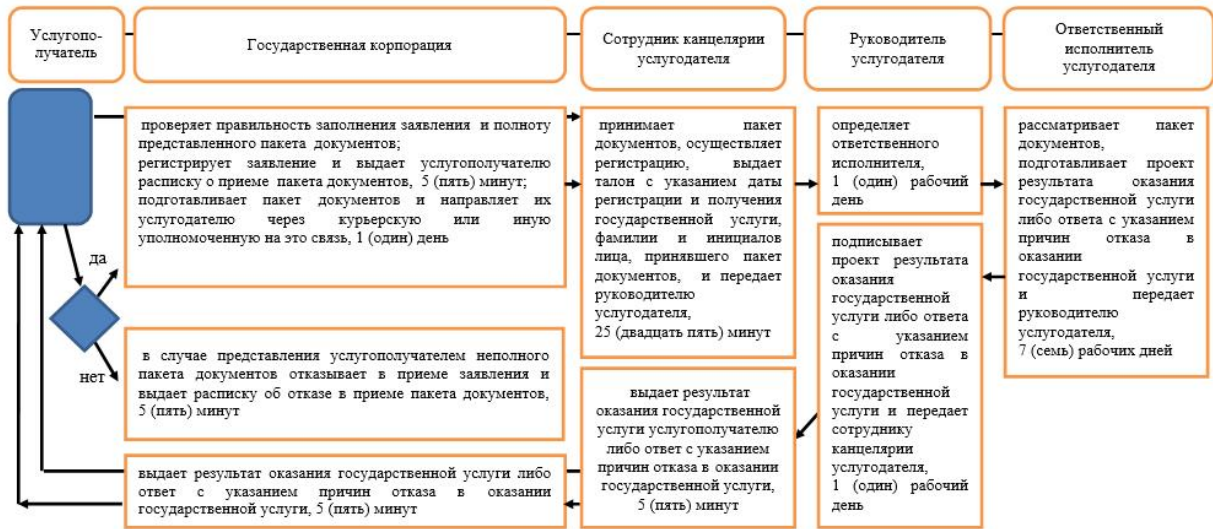 Услугопо-
лучатель
Государственная корпорация
Сотрудник канцелярии
услугодателя
Руководитель
услугодателя
Ответственный
исполнитель
услугодателя
проверяет правильность заполнения заявления и полноту
представленного пакета документов;
регистрирует заявление и выдает услугополучателю
расписку о приеме пакета документов, 5 (пять) минут;
подготавливает пакет документов и направляет их
услугодателю через курьерскую или иную
уполномоченную на это связь, 1 (один) день
принимает пакет
документов, осуществляет
регистрацию, выдает
талон с указанием даты
регистрации и получения
государственной услуги,
фамилии и инициалов
лица, принявшего пакет
документов, и передает
руководителю
услугодателя,
25 (двадцать пять) минут
определяет
ответственного
исполнителя,
1 (один) рабочий
день
рассматривает пакет
документов,
подготавливает проект
результата оказания
государственной услуги
либо ответа с указанием
причин отказа в
оказании
государственной услуги
и передает
руководителю
услугодателя,
7 (семь) рабочих дней
да
нет
в случае представления услугополучателем неполного
пакета документов отказывает в приеме заявления и
выдает расписку об отказе в приеме пакета документов,
5 (пять) минут
подписывает
проект результата
оказания
государственной
услуги либо ответа
с указанием
причин отказа в
оказании
государственной
услуги и передает
сотруднику
канцелярии
услугодателя,
1 (один) рабочий
день
выдает результат
оказания государственной
услуги услугополучателю
либо ответ с указанием
причин отказа в оказании
государственной услуги,
5 (пять) минут
выдает результат оказания государственной услуги либо
ответ с указанием причин отказа в оказании
государственной услуги, 5 (пять) минут